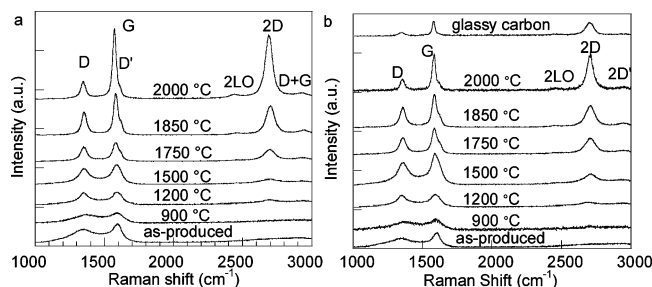 a
G
D
D'
2D
2LO
D+G
2000 °C
1850 °C
1750 °C
1500 °C
1200 °C
900 °C
as-produced
Intensity (a.u.)
1000 1500 2000 2500 3000
Raman shift (cm-1)
b
glassy carbon
G
D
2D
2LO
2D'
2000 °C
1850 °C
1750 °C
1500 °C
1200 °C
900 °C
as-produced
Intensity (a.u.)
1000 1500 2000 2500 3000
Raman Shift (cm-1)